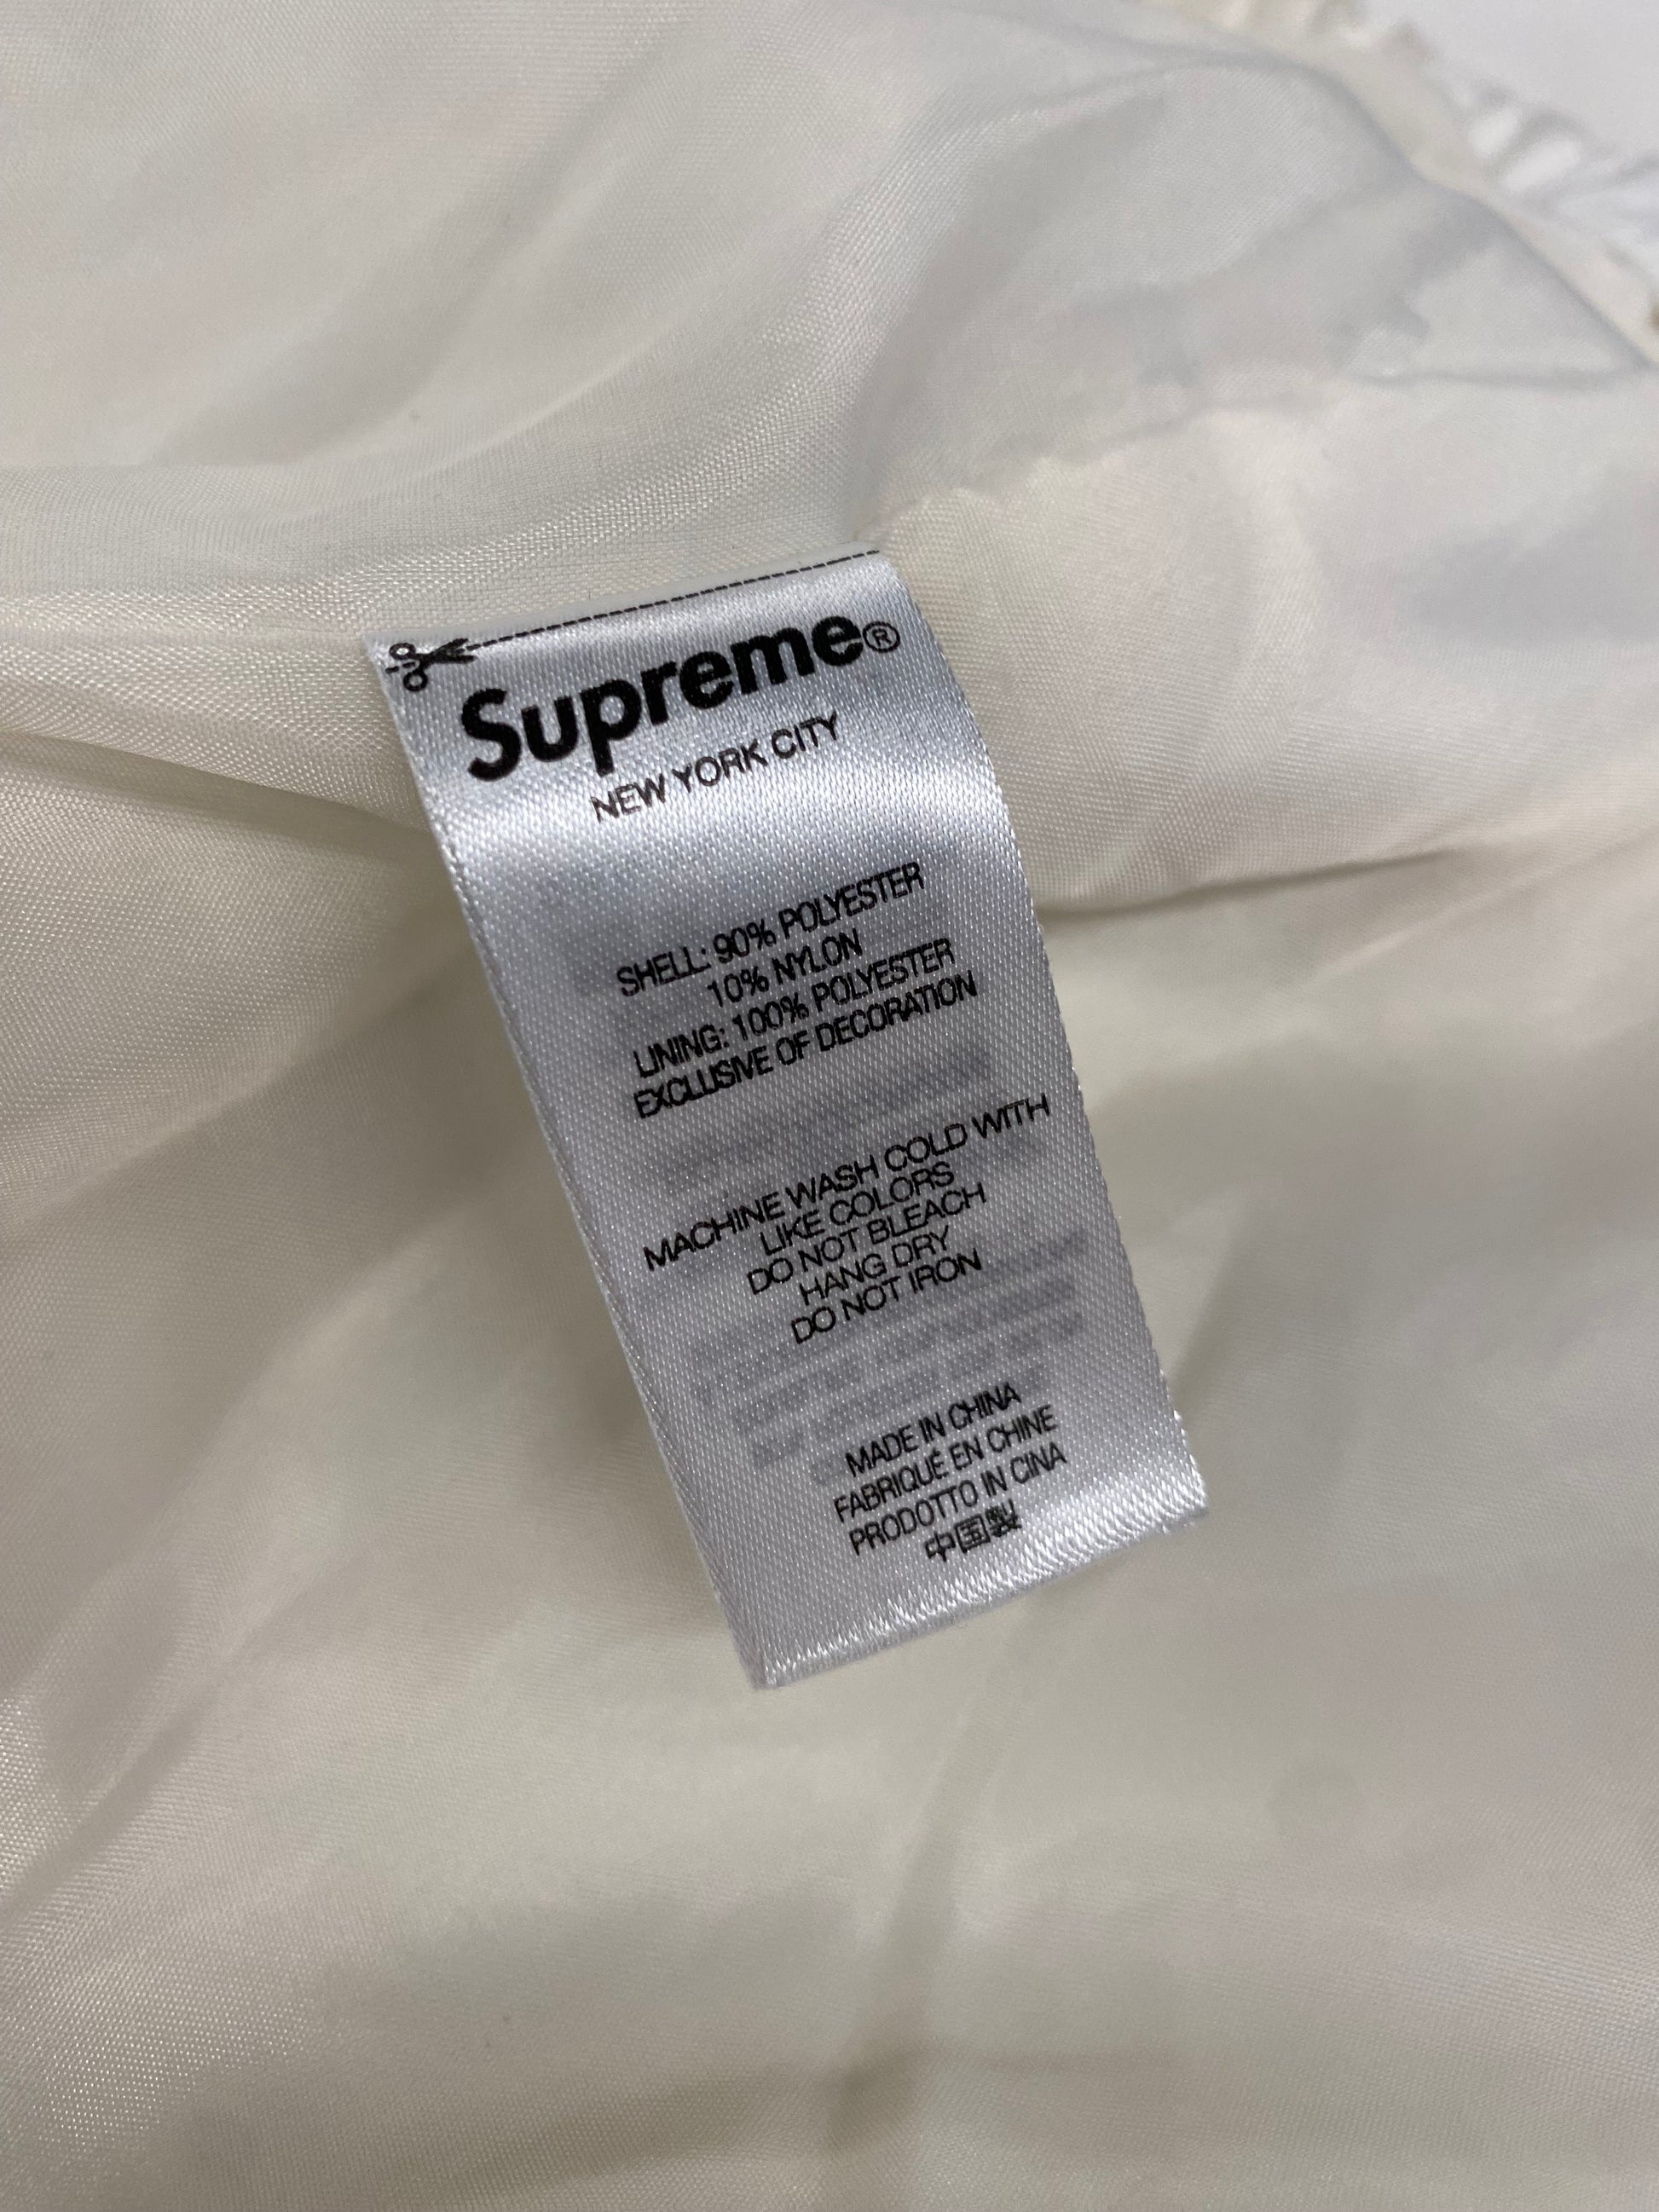 Supreme®
NEW YORK CITY
SHELL: 90% POLYESTER
10% NYLON
LINING: 100% POLYESTER
EXCLUSIVE OF DECORATION
MACHINE WASH COLD WITH
LIKE COLORS
DO NOT BLEACH
HANG DRY
DO NOT IRON
MADE IN CHINA
FABRIQUÉ EN CHINE
PRODOTTO IN CINA
中国製